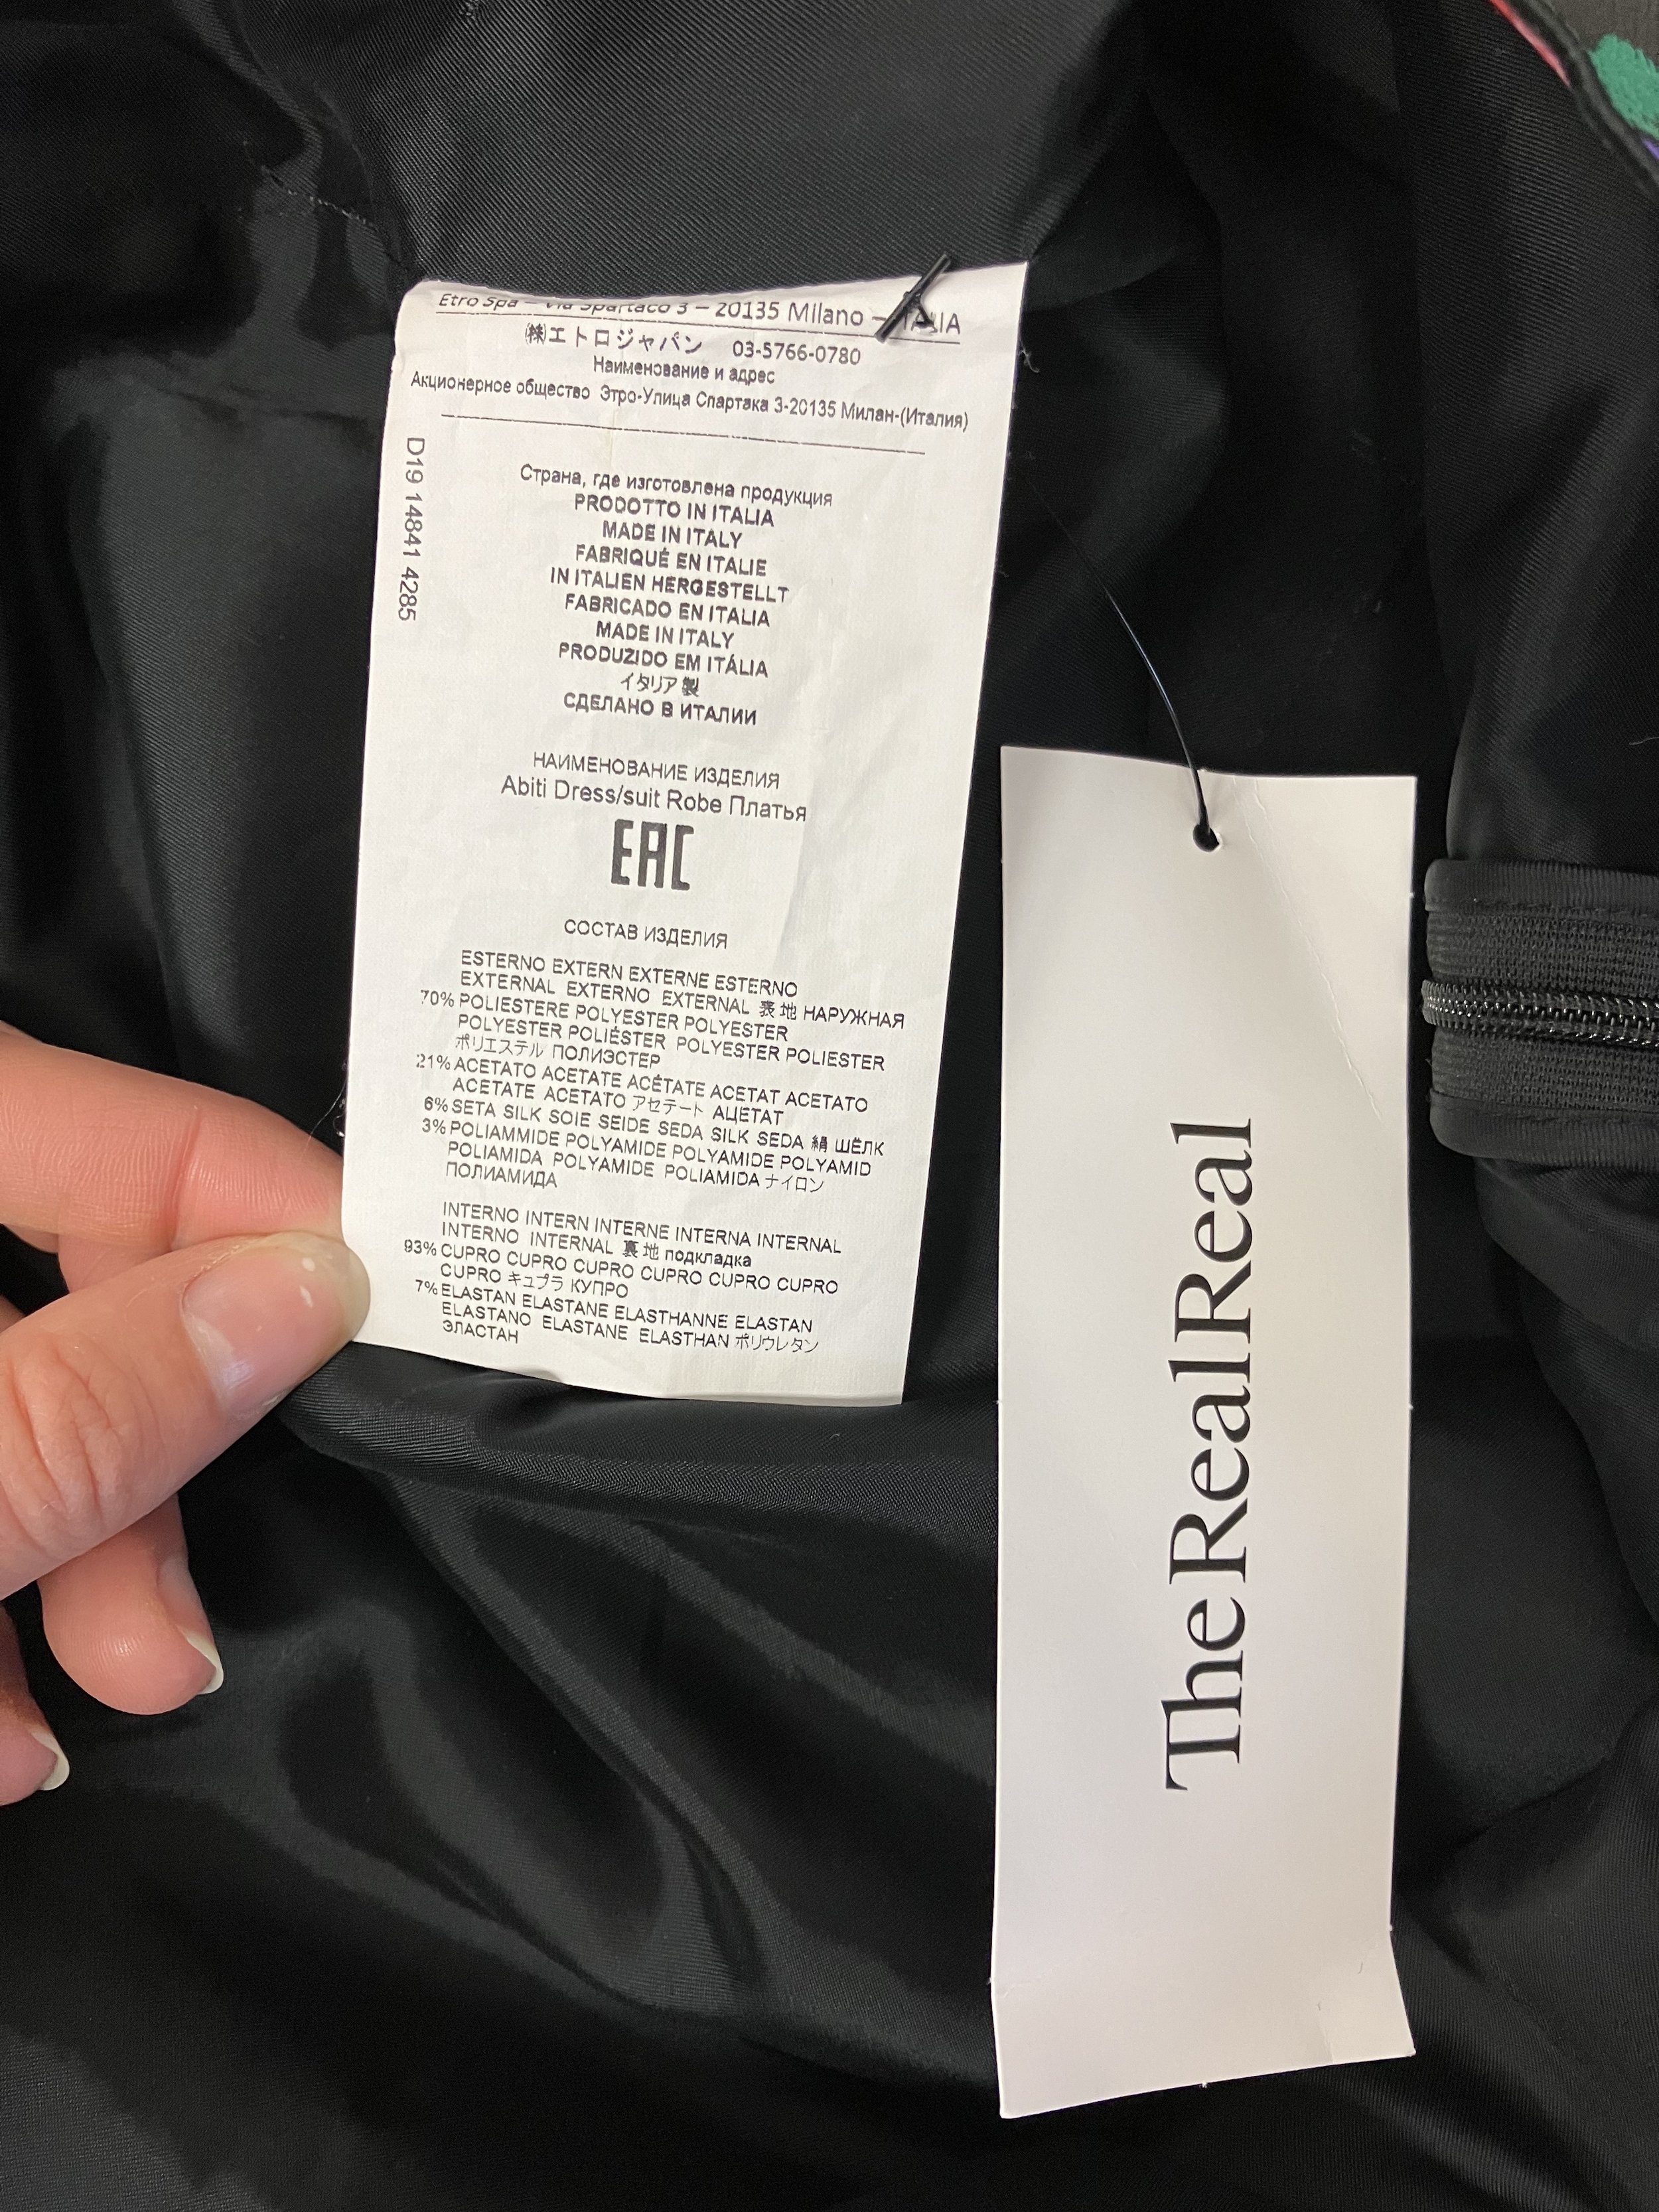 Etro Spa – Via Spartaco 3 – 20135 Milano – ITALIA
㈱エトロジャパン 03-5766-0780
Наименование и адрес
Акционерное общество Этро-Улица Спартака 3-20135 Милан-(Италия)
D19 14841 4285
Страна, где изготовлена продукция
PRODOTTO IN ITALIA
MADE IN ITALY
FABRIQUÉ EN ITALIE
IN ITALIEN HERGESTELLT
FABRICADO EN ITALIA
MADE IN ITALY
PRODUZIDO EM ITÁLIA
イタリア製
СДЕЛАНО В ИТАЛИИ
НАИМЕНОВАНИЕ ИЗДЕЛИЯ
Abiti Dress/suit Robe Платья
EAC
СОСТАВ ИЗДЕЛИЯ
ESTERNO EXTERN EXTERNE ESTERNO
EXTERNAL EXTERNO EXTERNAL 表地 НАРУЖНАЯ
70% POLIESTERE POLYESTER POLYESTER
POLYESTER POLIÉSTER POLYESTER POLIESTER
ポリエステル ПОЛИЭСТЕР
21% ACETATO ACETATE ACÉTATE ACETAT ACETATO
ACETATE ACETATO アセテート АЦЕТАТ
6% SETA SILK SOIE SEIDE SEDA SILK SEDA 絹 ШЁЛК
3% POLIAMMIDE POLYAMIDE POLYAMIDE POLYAMID
POLIAMIDA POLYAMIDE POLIAMIDA ナイロン
ПОЛИАМИДА
INTERNO INTERN INTERNE INTERNA INTERNAL
INTERNO INTERNAL 裏地 подкладка
93% CUPRO CUPRO CUPRO CUPRO CUPRO CUPRO
CUPRO キュプラ КУПРО
7% ELASTAN ELASTANE ELASTHANNE ELASTAN
ELASTANO ELASTANE ELASTHAN ポリウレタン
ЭЛАСТАН
TheRealReal